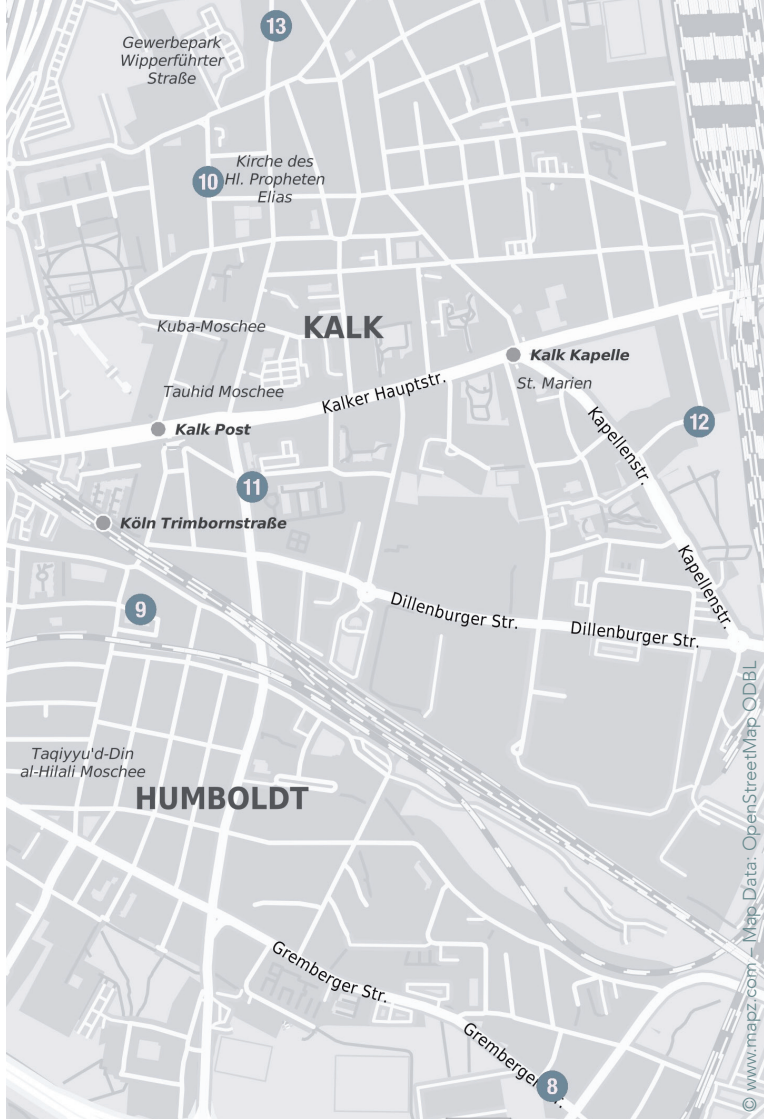 13
Gewerbepark
Wipperführter
Straße
Kirche des
10 Hl. Propheten
Elias
Kuba-Moschee
KALK
Kalk Kapelle
St. Marien
Tauhid Moschee
Kalker Hauptstr.
Kalk Post
Kapellenstr.
12
11
Köln Trimbornstraße
Kapellenstr.
9
Dillenburger Str.
Dillenburger Str.
Taqiyyu'd-Din
al-Hilali Moschee
HUMBOLDT
Gremberger Str.
Gremberger
8
© www.mapz.com – Map Data: OpenStreetMap ODBL